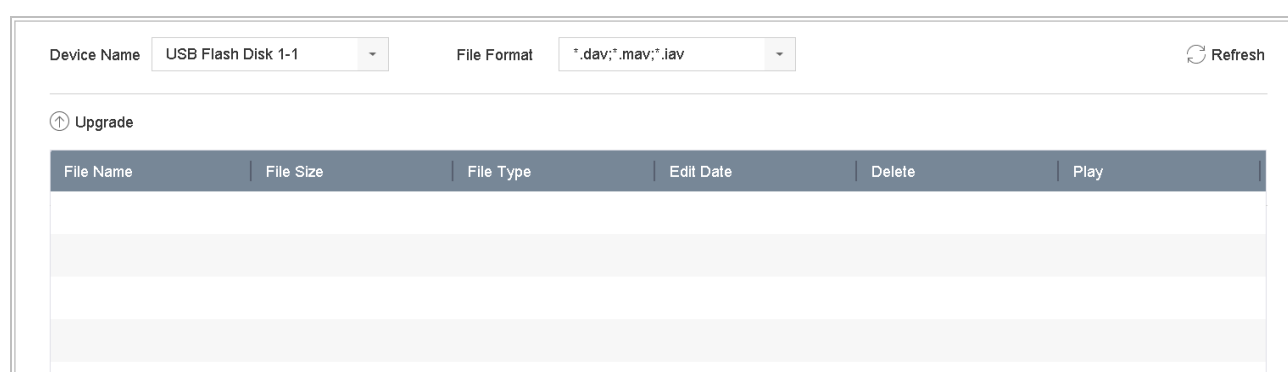 Device Name USB Flash Disk 1-1 File Format *.dav;*.mav;*.iav Refresh
Upgrade
File Name File Size File Type Edit Date Delete Play